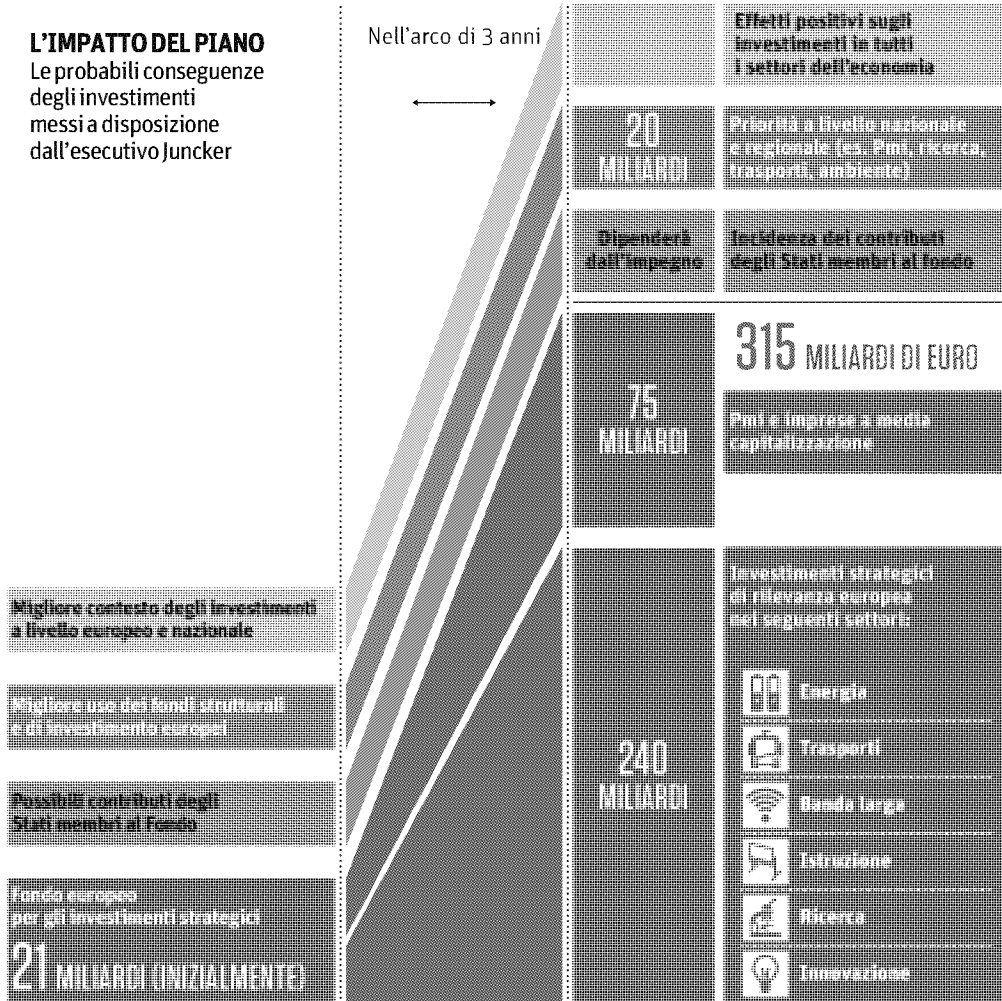 L'IMPATTO DEL PIANO
Le probabili conseguenze
degli investimenti
messi a disposizione
dall'esecutivo Juncker
Nell'arco di 3 anni
Effetti positivi sugli
investimenti in tutti
i settori dell'economia
20
MILIARDI
Priorità a livello nazionale
e regionale (es. Pmi, ricerca,
trasporti, ambiente)
Dipenderà
dall'impegno
Incidenza dei contributi
degli Stati membri al fondo
315 MILIARDI DI EURO
75
MILIARDI
Pmi e imprese a media
capitalizzazione
Migliore contesto degli investimenti
a livello europeo e nazionale
Migliore uso dei fondi strutturali
e di investimento europei
Possibili contributi degli
Stati membri al Fondo
Fondo europeo
per gli investimenti strategici
21 MILIARDI (INIZIALMENTE)
240
MILIARDI
Investimenti strategici
di rilevanza europea
nei seguenti settori:
Energia
Trasporti
Banda larga
Istruzione
Ricerca
Innovazione